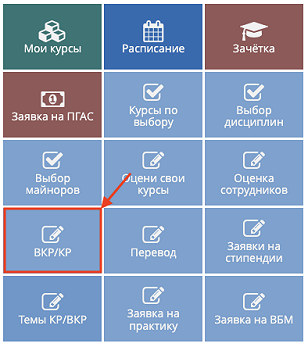 Мои курсы
Расписание
Зачётка
Заявка на ПГАС
Курсы по
выбору
Выбор
дисциплин
Выбор
майноров
Оцени свои
курсы
Оценка
сотрудников
ВКР/КР
Перевод
Заявки на
стипендии
Темы КР/ВКР
Заявка на
практику
Заявка на ВБМ